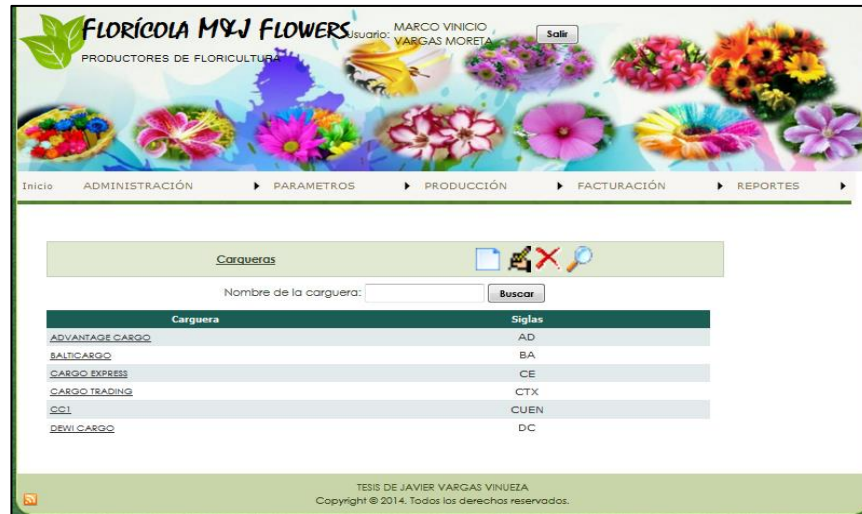 FLORÍCOLA M&J FLOWERS
PRODUCTORES DE FLORICULTURA
Usuario: MARCO VINICIO
VARGAS MORETA
Salir
Inicio ADMINISTRACIÓN PARAMETROS PRODUCCIÓN FACTURACIÓN REPORTES
Cargueras
Nombre de la carguera: Buscar
Carguera Siglas
ADVANTAGE CARGO AD
BALTICARGO BA
CARGO EXPRESS CE
CARGO TRADING CTX
CC1 CUEN
DEWI CARGO DC
TESIS DE JAVIER VARGAS VINUEZA
Copyright © 2014. Todos los derechos reservados.